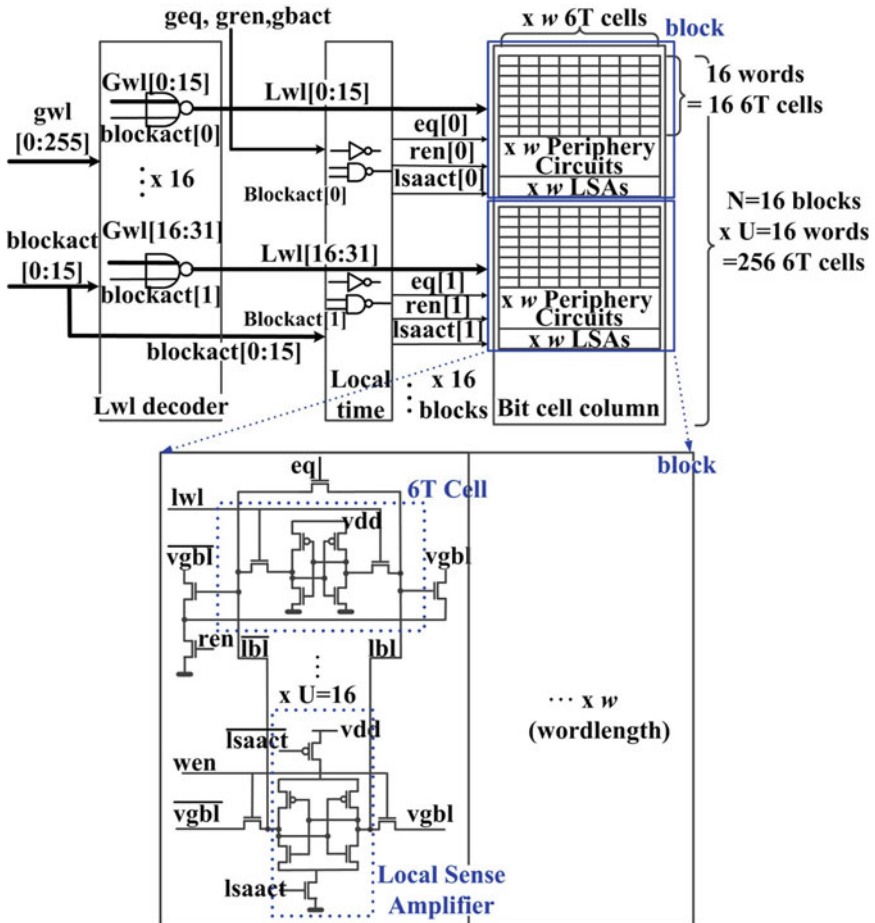 geq, gren,gbact
x w 6T cells
block
Gwl[0:15]
Lwl[0:15]
16 words
= 16 6T cells
gwl
[0:255]
blockact[0]
eq[0]
ren[0]
lsaact[0]
x w Periphery
Circuits
x w LSAs
⋮ x 16
Blockact[0]
N=16 blocks
x U=16 words
=256 6T cells
blockact
[0:15]
Gwl[16:31]
Lwl[16:31]
blockact[1]
eq[1]
ren[1]
lsaact[1]
Blockact[1]
x w Periphery
Circuits
x w LSAs
blockact[0:15]
Lwl decoder
Local
time
⋮ x 16
blocks
Bit cell column
block
eq
6T Cell
lwl
vdd
v̅g̅b̅l̅
vgbl
ren
l̅b̅l̅
lbl
⋮
x U=16
··· x w
(wordlength)
l̅s̅a̅a̅c̅t̅
vdd
wen
v̅g̅b̅l̅
vgbl
lsaact
Local Sense
Amplifier